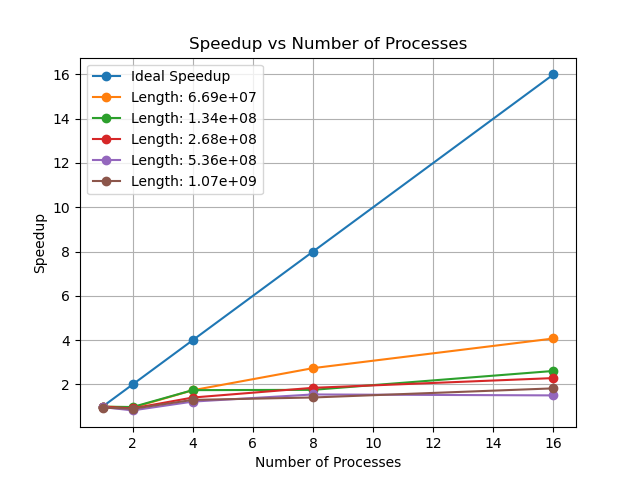 Speedup vs Number of Processes
Ideal Speedup
Length: 6.69e+07
Length: 1.34e+08
Length: 2.68e+08
Length: 5.36e+08
Length: 1.07e+09
Speedup
16
14
12
10
8
6
4
2
2 4 6 8 10 12 14 16
Number of Processes